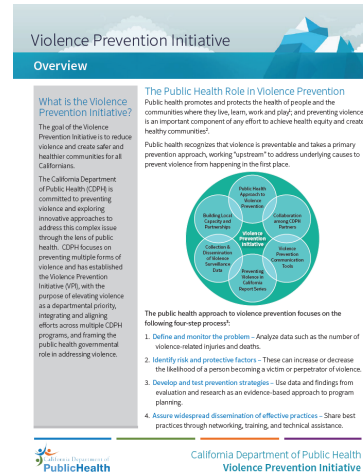 Violence Prevention Initiative
Overview
What is the Violence
Prevention Initiative?
The goal of the Violence
Prevention Initiative is to reduce
violence and create safer and
healthier communities for all
Californians.
The California Department
of Public Health (CDPH) is
committed to preventing
violence and exploring
innovative approaches to
address this complex issue
through the lens of public
health. CDPH focuses on
preventing multiple forms of
violence and has established
the Violence Prevention
Initiative (VPI), with the
purpose of elevating violence
as a departmental priority,
integrating and aligning
efforts across multiple CDPH
programs, and framing the
public health governmental
role in addressing violence.
The Public Health Role in Violence Prevention
Public health promotes and protects the health of people and the
communities where they live, learn, work and play¹; and preventing violence
is an important component of any effort to achieve health equity and create
healthy communities².
Public health recognizes that violence is preventable and takes a primary
prevention approach, working "upstream" to address underlying causes to
prevent violence from happening in the first place.
Public Health
Approach to
Violence
Prevention
Building Local
Capacity and
Partnerships
Collaboration
among CDPH
Partners
Violence
Prevention
Initiative
Collection &
Dissemination
of Violence
Surveillance
Data
Violence
Prevention
Communication
Tools
Preventing
Violence in
California
Report Series
The public health approach to violence prevention focuses on the
following four-step process³:
1. Define and monitor the problem – Analyze data such as the number of
violence-related injuries and deaths.
2. Identify risk and protective factors – These can increase or decrease
the likelihood of a person becoming a victim or perpetrator of violence.
3. Develop and test prevention strategies – Use data and findings from
evaluation and research as an evidence-based approach to program
planning.
4. Assure widespread dissemination of effective practices – Share best
practices through networking, training, and technical assistance.
California Department of
PublicHealth
California Department of Public Health
Violence Prevention Initiative